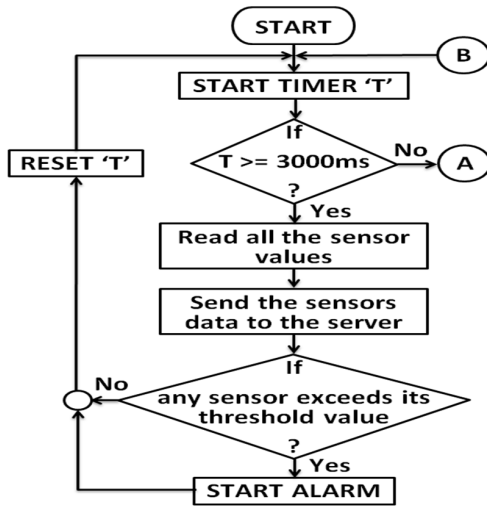 START
B
START TIMER ‘T’
If
T >= 3000ms
?
No
A
RESET ‘T’
Yes
Read all the sensor
values
Send the sensors
data to the server
If
any sensor exceeds its
threshold value
?
No
Yes
START ALARM